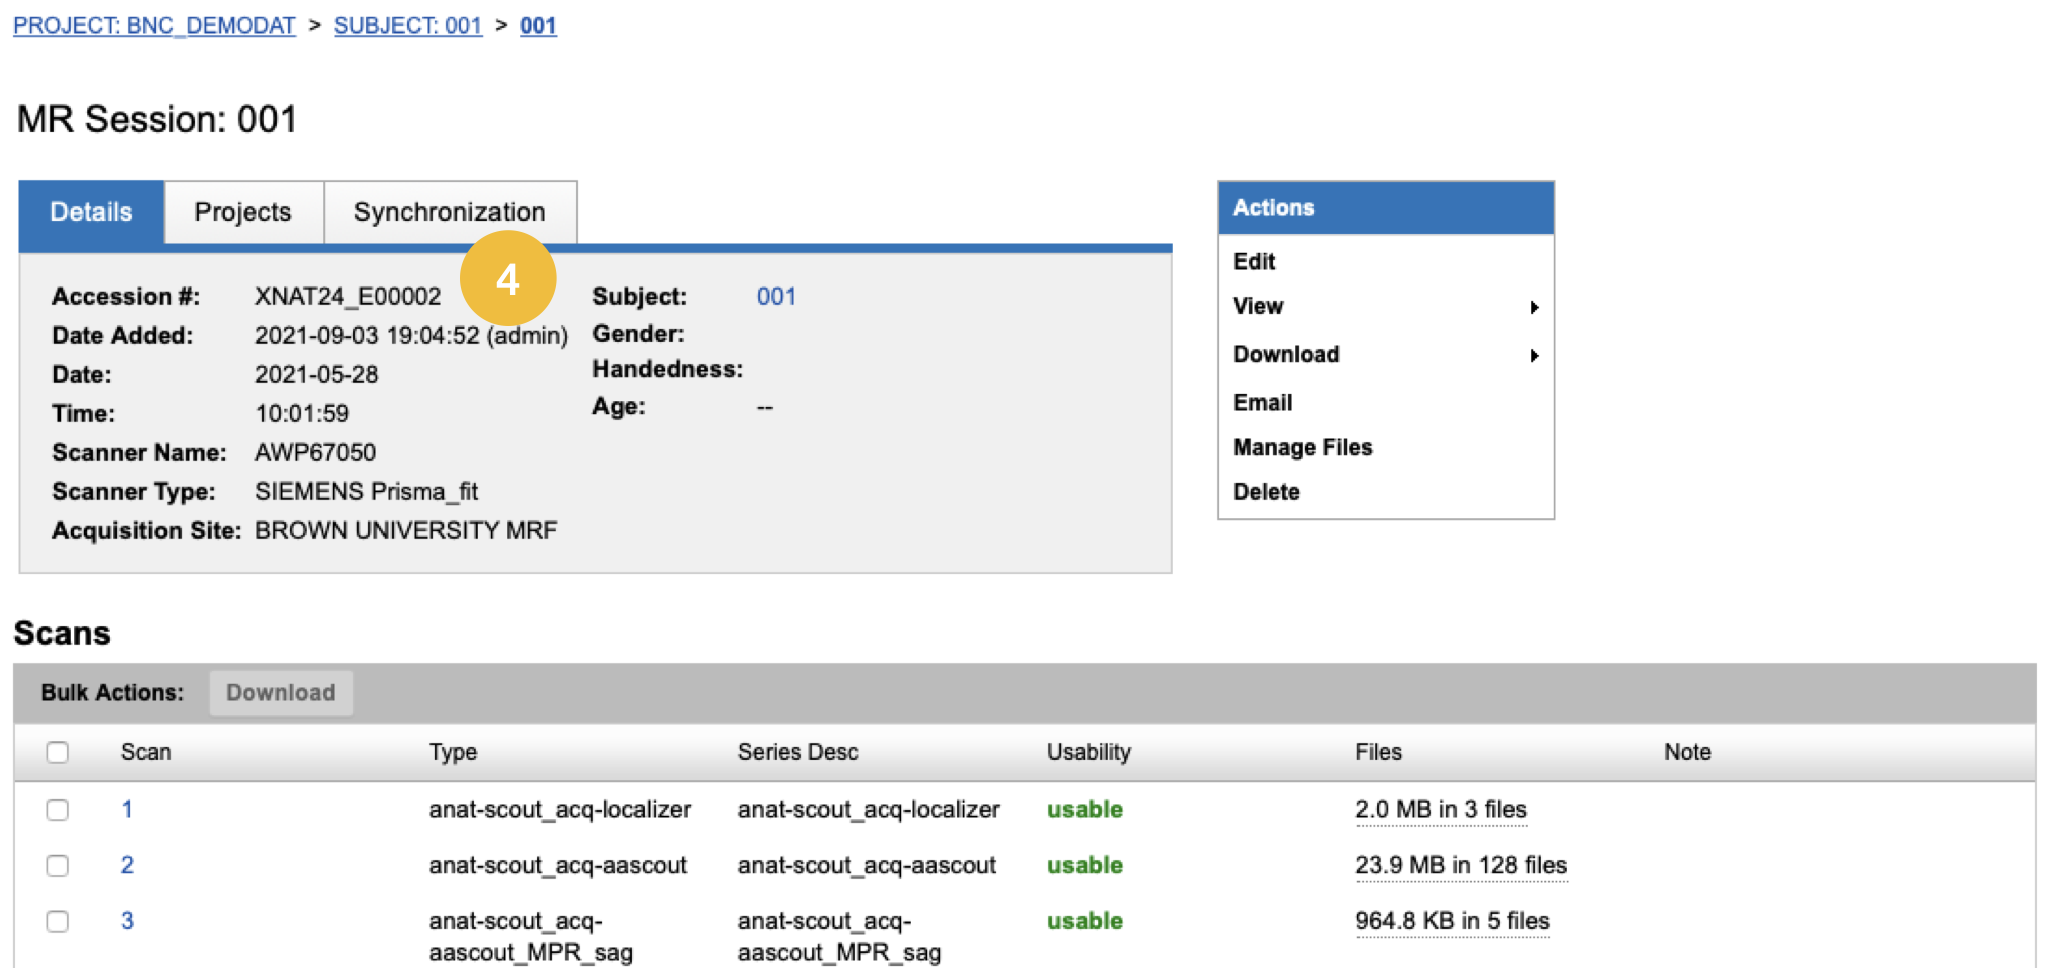 PROJECT: BNC_DEMODAT > SUBJECT: 001 > 001
MR Session: 001
Details Projects Synchronization
4
Accession #: XNAT24_E00002
Date Added: 2021-09-03 19:04:52 (admin)
Date: 2021-05-28
Time: 10:01:59
Scanner Name: AWP67050
Scanner Type: SIEMENS Prisma_fit
Acquisition Site: BROWN UNIVERSITY MRF
Subject: 001
Gender:
Handedness:
Age: --
Actions
Edit
View
Download
Email
Manage Files
Delete
Scans
Bulk Actions: Download
Scan Type Series Desc Usability Files Note
1 anat-scout_acq-localizer anat-scout_acq-localizer usable 2.0 MB in 3 files
2 anat-scout_acq-aascout anat-scout_acq-aascout usable 23.9 MB in 128 files
3 anat-scout_acq- anat-scout_acq- usable 964.8 KB in 5 files
aascout_MPR_sag aascout_MPR_sag